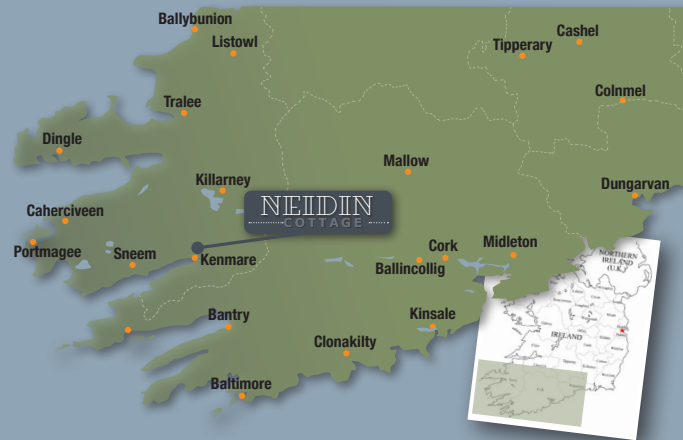 Ballybunion
Listowl
Cashel
Tipperary
Colnmel
Tralee
Dingle
Mallow
Killarney
Dungarvan
NEIDIN
COTTAGE
Caherciveen
Portmagee
Sneem
Kenmare
Cork
Midleton
Ballincollig
NORTHERN
IRELAND
(U.K.)
Bantry
Kinsale
IRELAND
Clonakilty
Baltimore